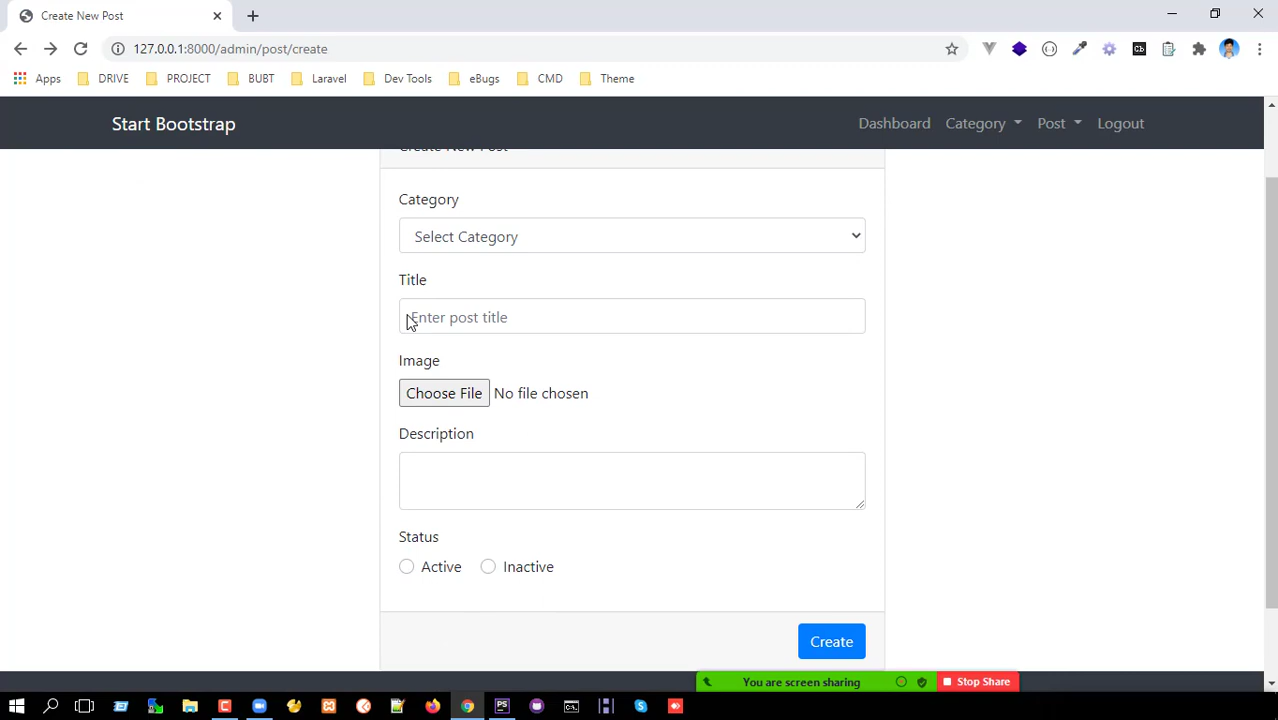 Create New Post
127.0.0.1:8000/admin/post/create
Apps DRIVE PROJECT BUBT Laravel Dev Tools eBugs CMD Theme
Start Bootstrap Dashboard Category Post Logout
Create New Post
Category
Select Category
Title
Enter post title
Image
Choose File No file chosen
Description
Status
Active Inactive
Create
You are screen sharing Stop Share